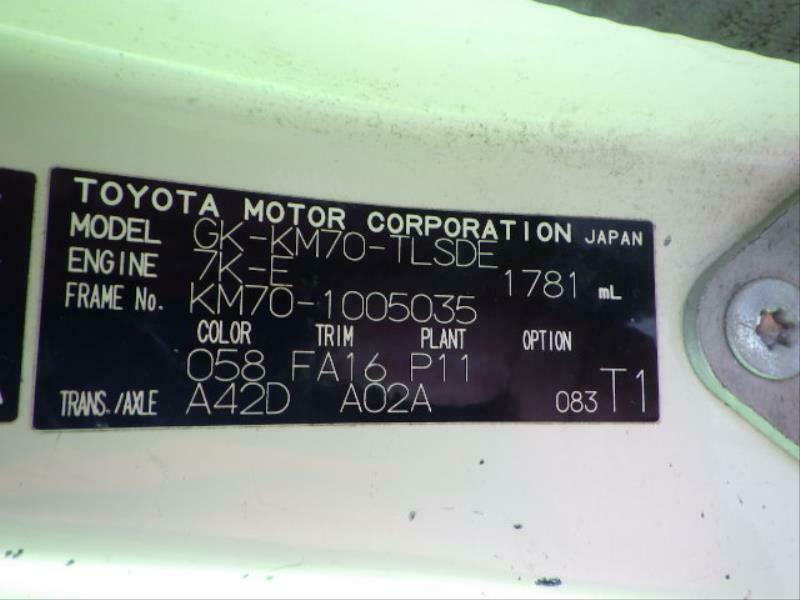 TOYOTA MOTOR CORPORATION JAPAN
MODEL GK-KM70-TLSDE
ENGINE 7K-E 1781 mL
FRAME No. KM70-1005035
COLOR TRIM PLANT OPTION
058 FA16 P11
TRANS./AXLE A42D A02A 083 T1